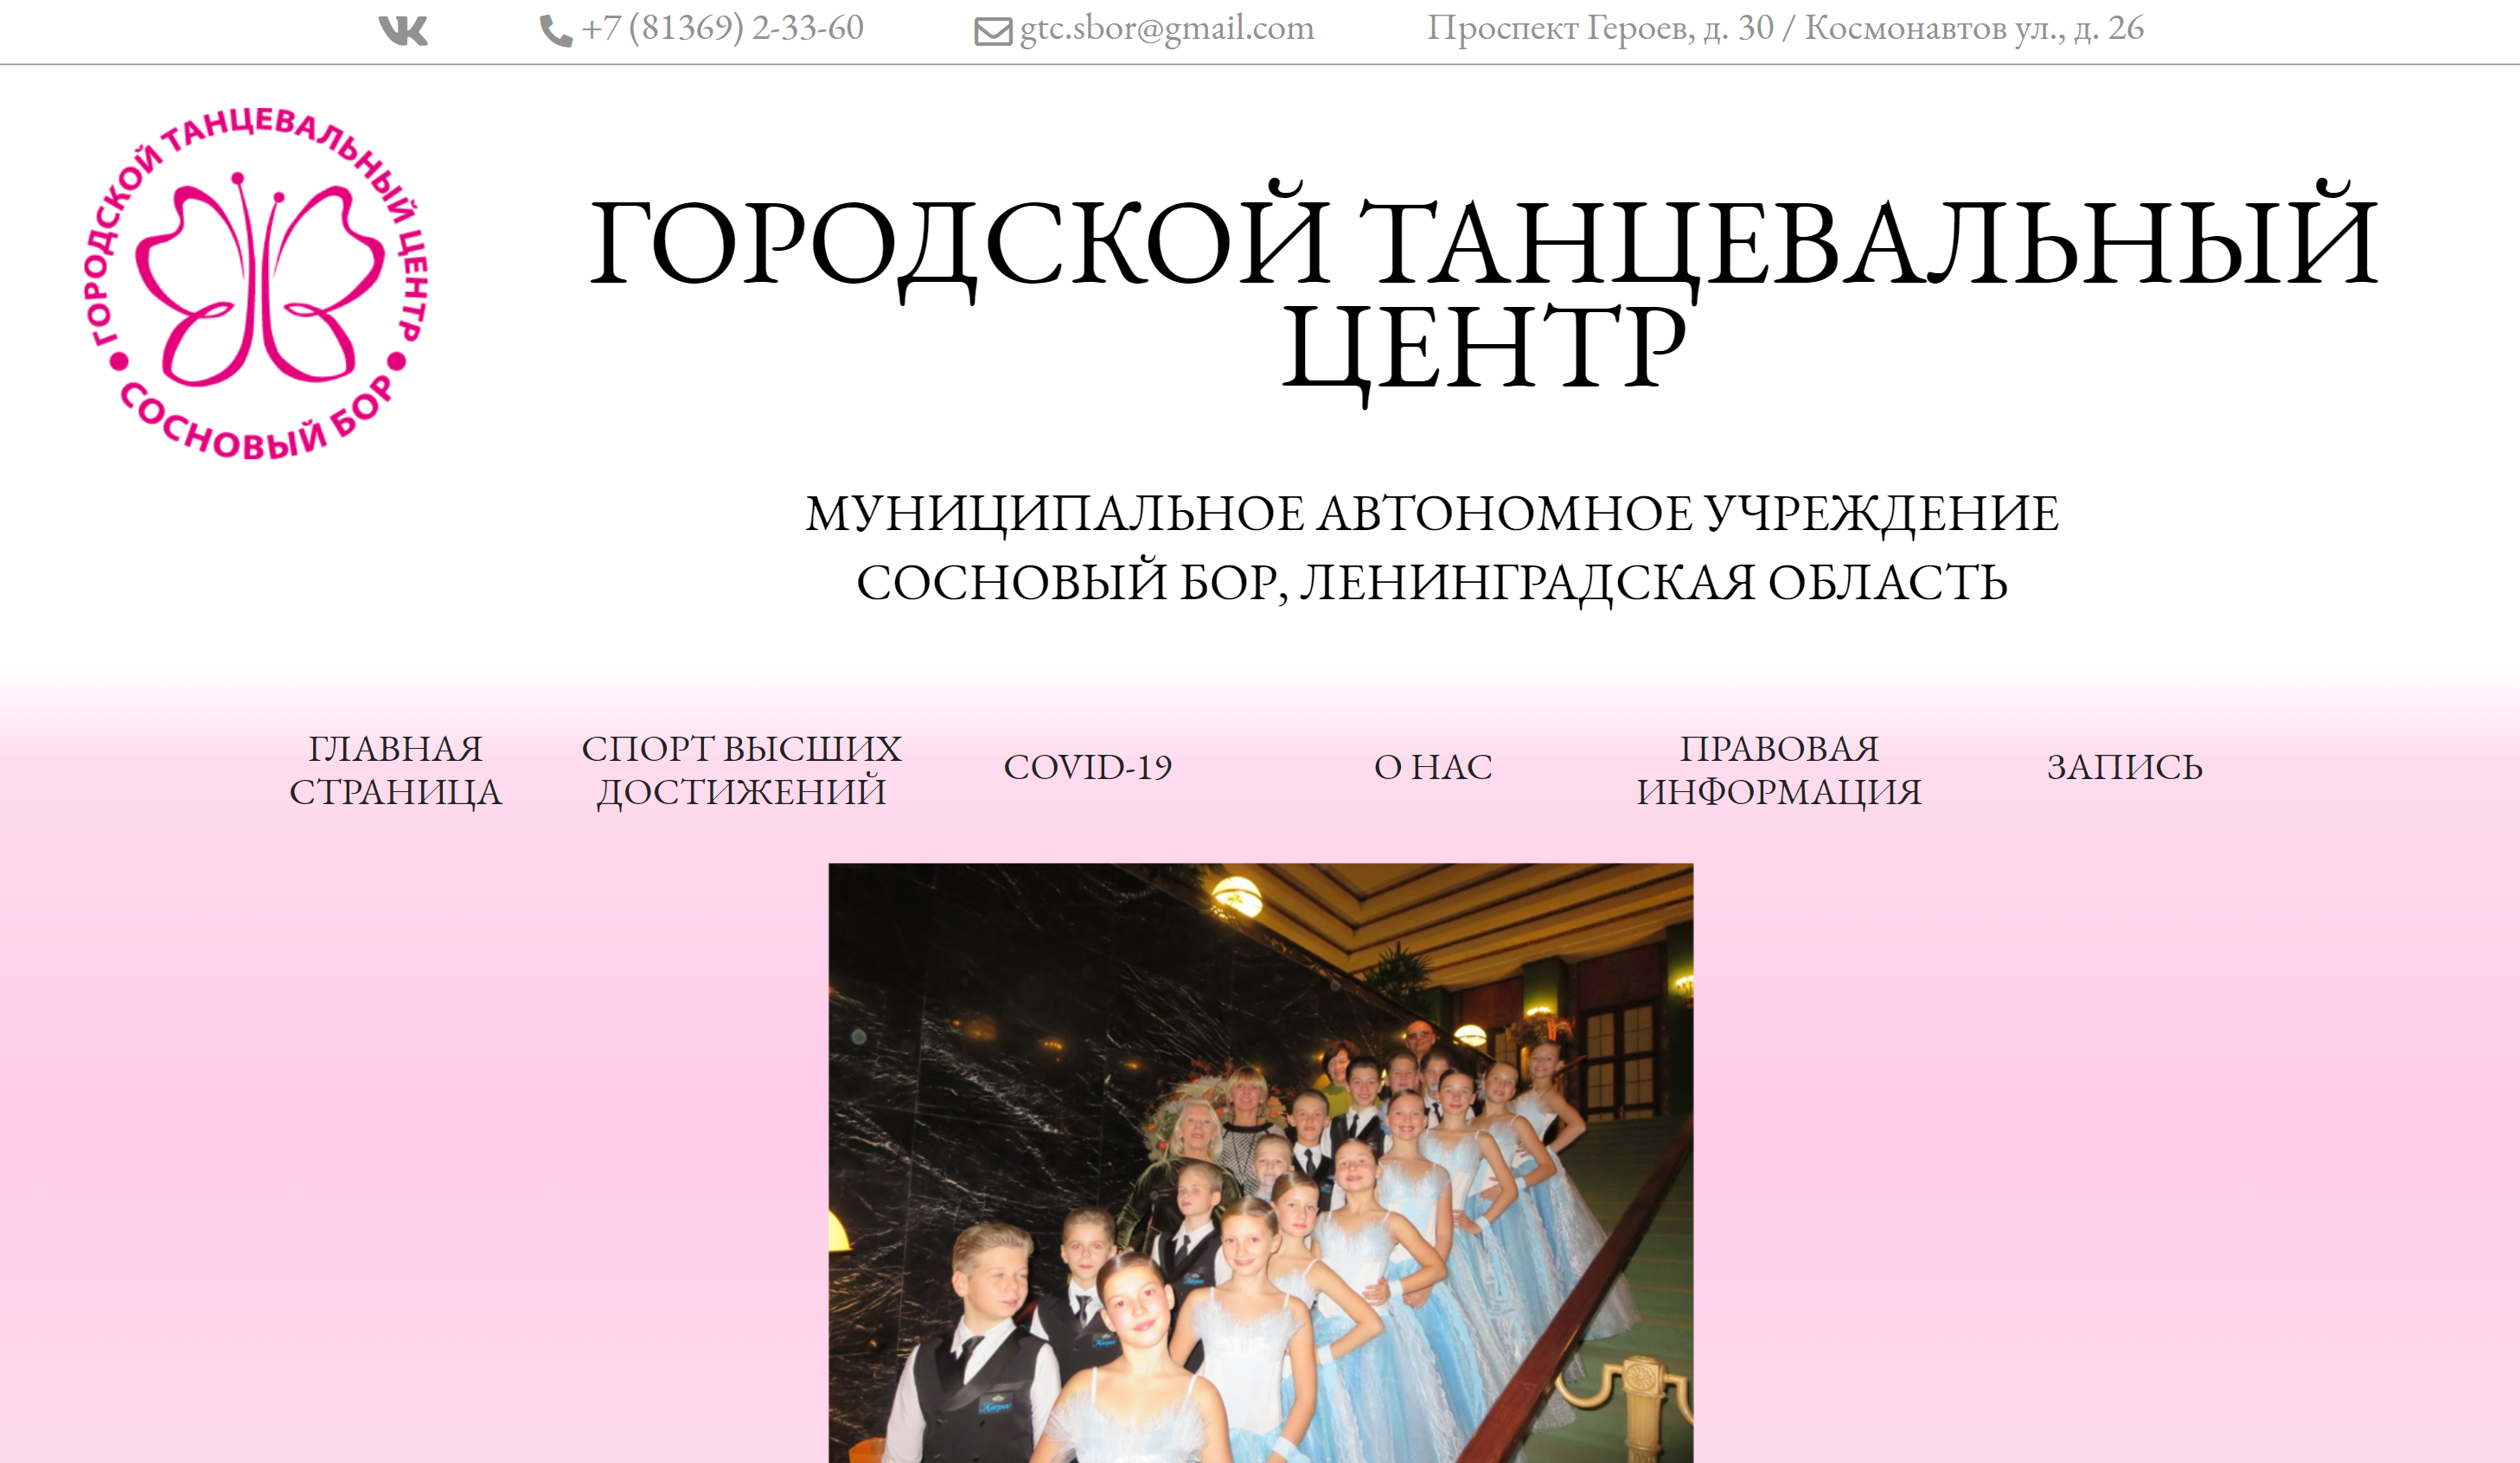 +7 (81369) 2-33-60
gtc.sbor@gmail.com
Проспект Героев, д. 30 / Космонавтов ул., д. 26
ГОРОДСКОЙ ТАНЦЕВАЛЬНЫЙ ЦЕНТР
СОСНОВЫЙ БОР
ГОРОДСКОЙ ТАНЦЕВАЛЬНЫЙ
ЦЕНТР
МУНИЦИПАЛЬНОЕ АВТОНОМНОЕ УЧРЕЖДЕНИЕ
СОСНОВЫЙ БОР, ЛЕНИНГРАДСКАЯ ОБЛАСТЬ
ГЛАВНАЯ
СТРАНИЦА
СПОРТ ВЫСШИХ
ДОСТИЖЕНИЙ
COVID-19
О НАС
ПРАВОВАЯ
ИНФОРМАЦИЯ
ЗАПИСЬ